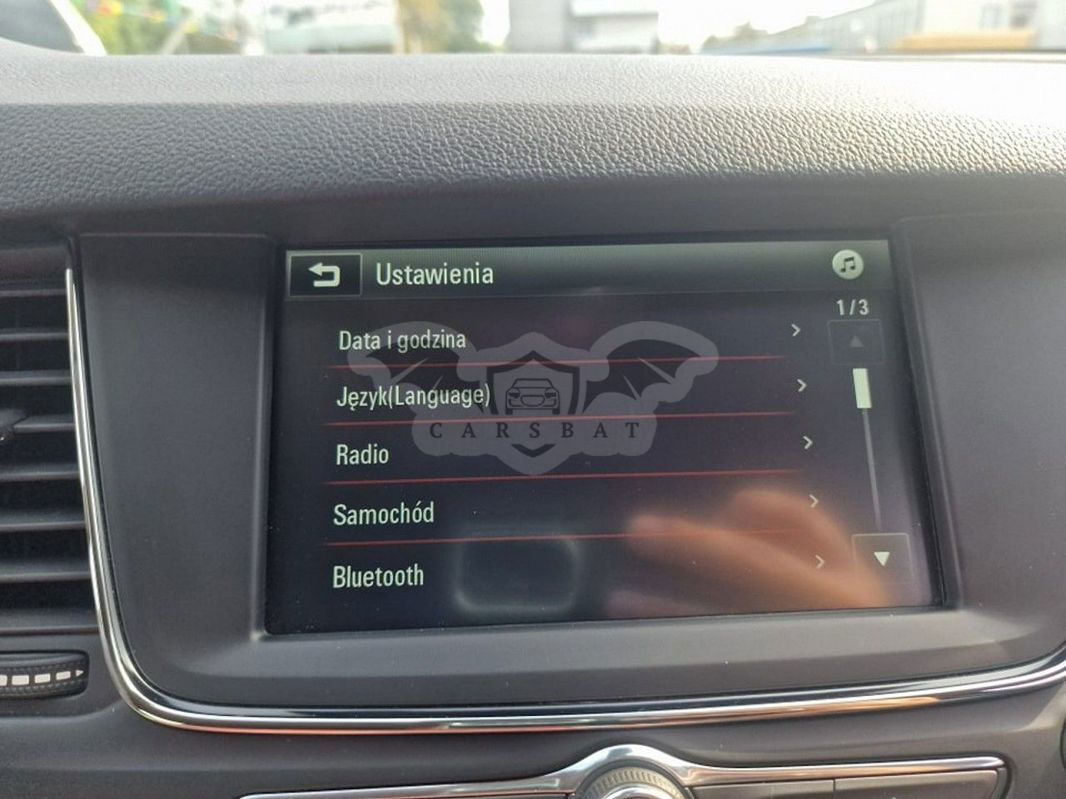 Ustawienia
1/3
Data i godzina
Język(Language)
CARSBAT
Radio
Samochód
Bluetooth